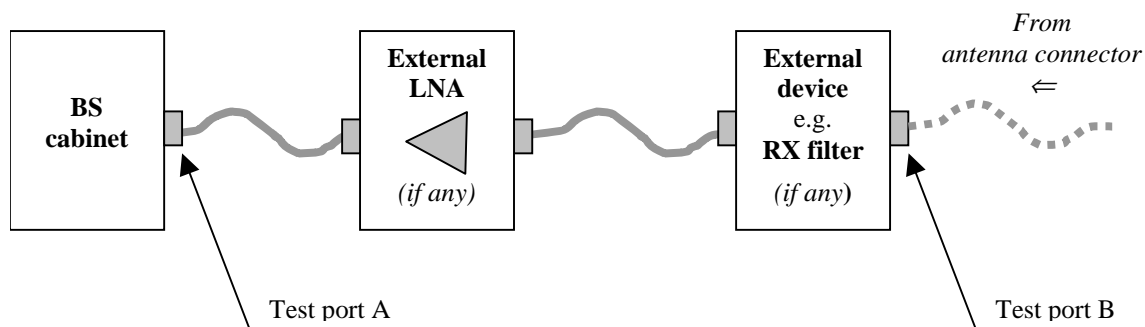 BS
cabinet
External
LNA
(if any)
External
device
e.g.
RX filter
(if any)
From
antenna connector
⇐
Test port A
Test port B